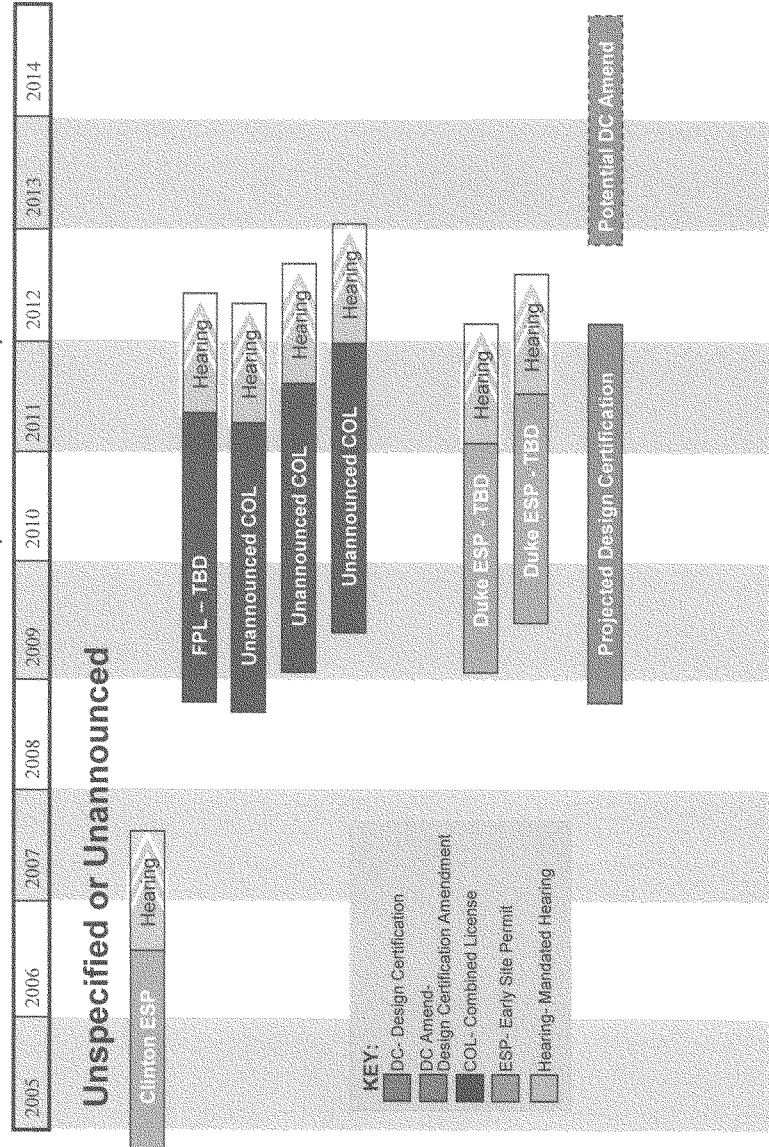 2005 2006 2007 2008 2009 2010 2011 2012 2013 2014
Unspecified or Unannounced
Clinton ESP Hearing
FPL – TBD Hearing
Unannounced COL Hearing
Unannounced COL Hearing
Unannounced COL Hearing
KEY:
DC- Design Certification
DC Amend-
Design Certification Amendment
COL- Combined License
ESP- Early Site Permit
Hearing- Mandated Hearing
Duke ESP - TBD Hearing
Duke ESP - TBD Hearing
Projected Design Certification
Potential DC Amend